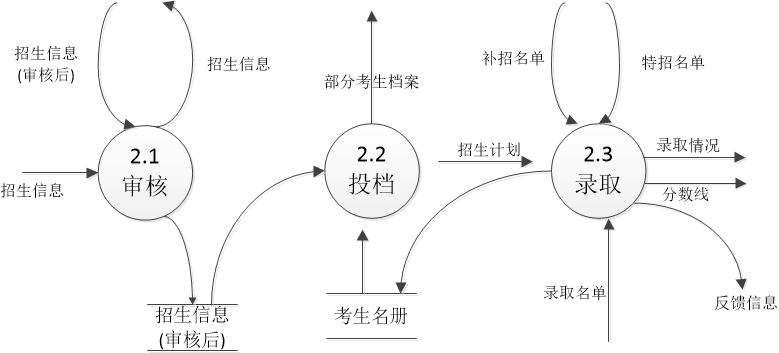 招生信息
(审核后)
招生信息
部分考生档案
补招名单
特招名单
2.1
审核
2.2
投档
2.3
录取
招生信息
招生计划
录取情况
分数线
招生信息
(审核后)
考生名册
录取名单
反馈信息